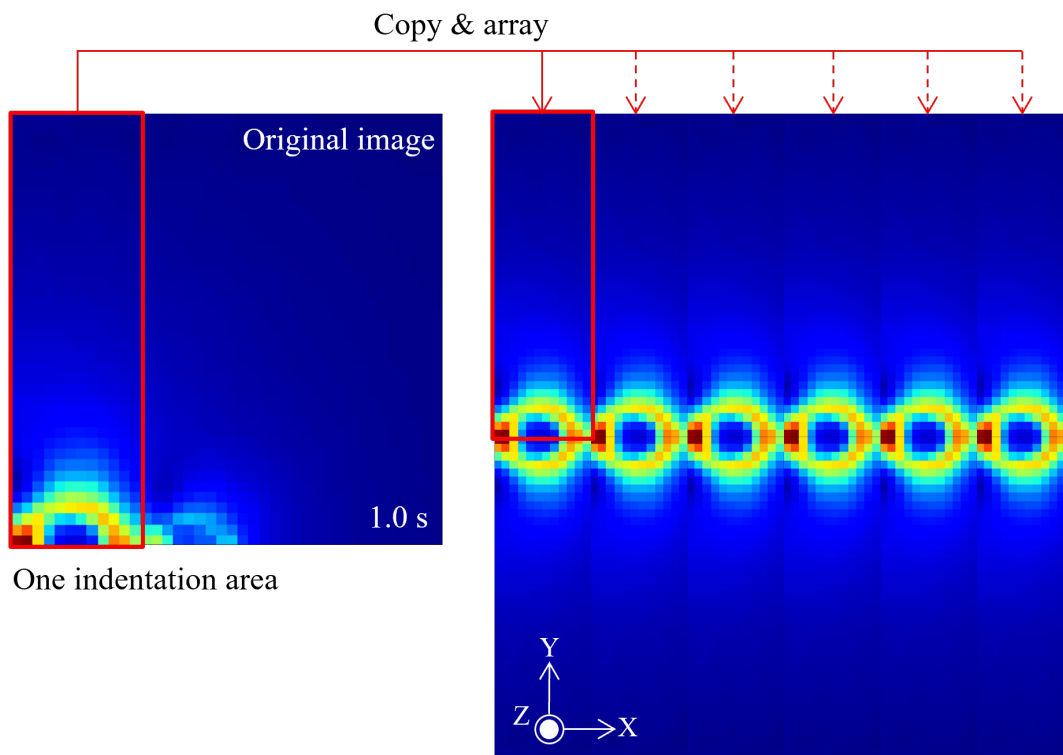 Copy & array
Original image
1.0 s
One indentation area
Y
Z
X